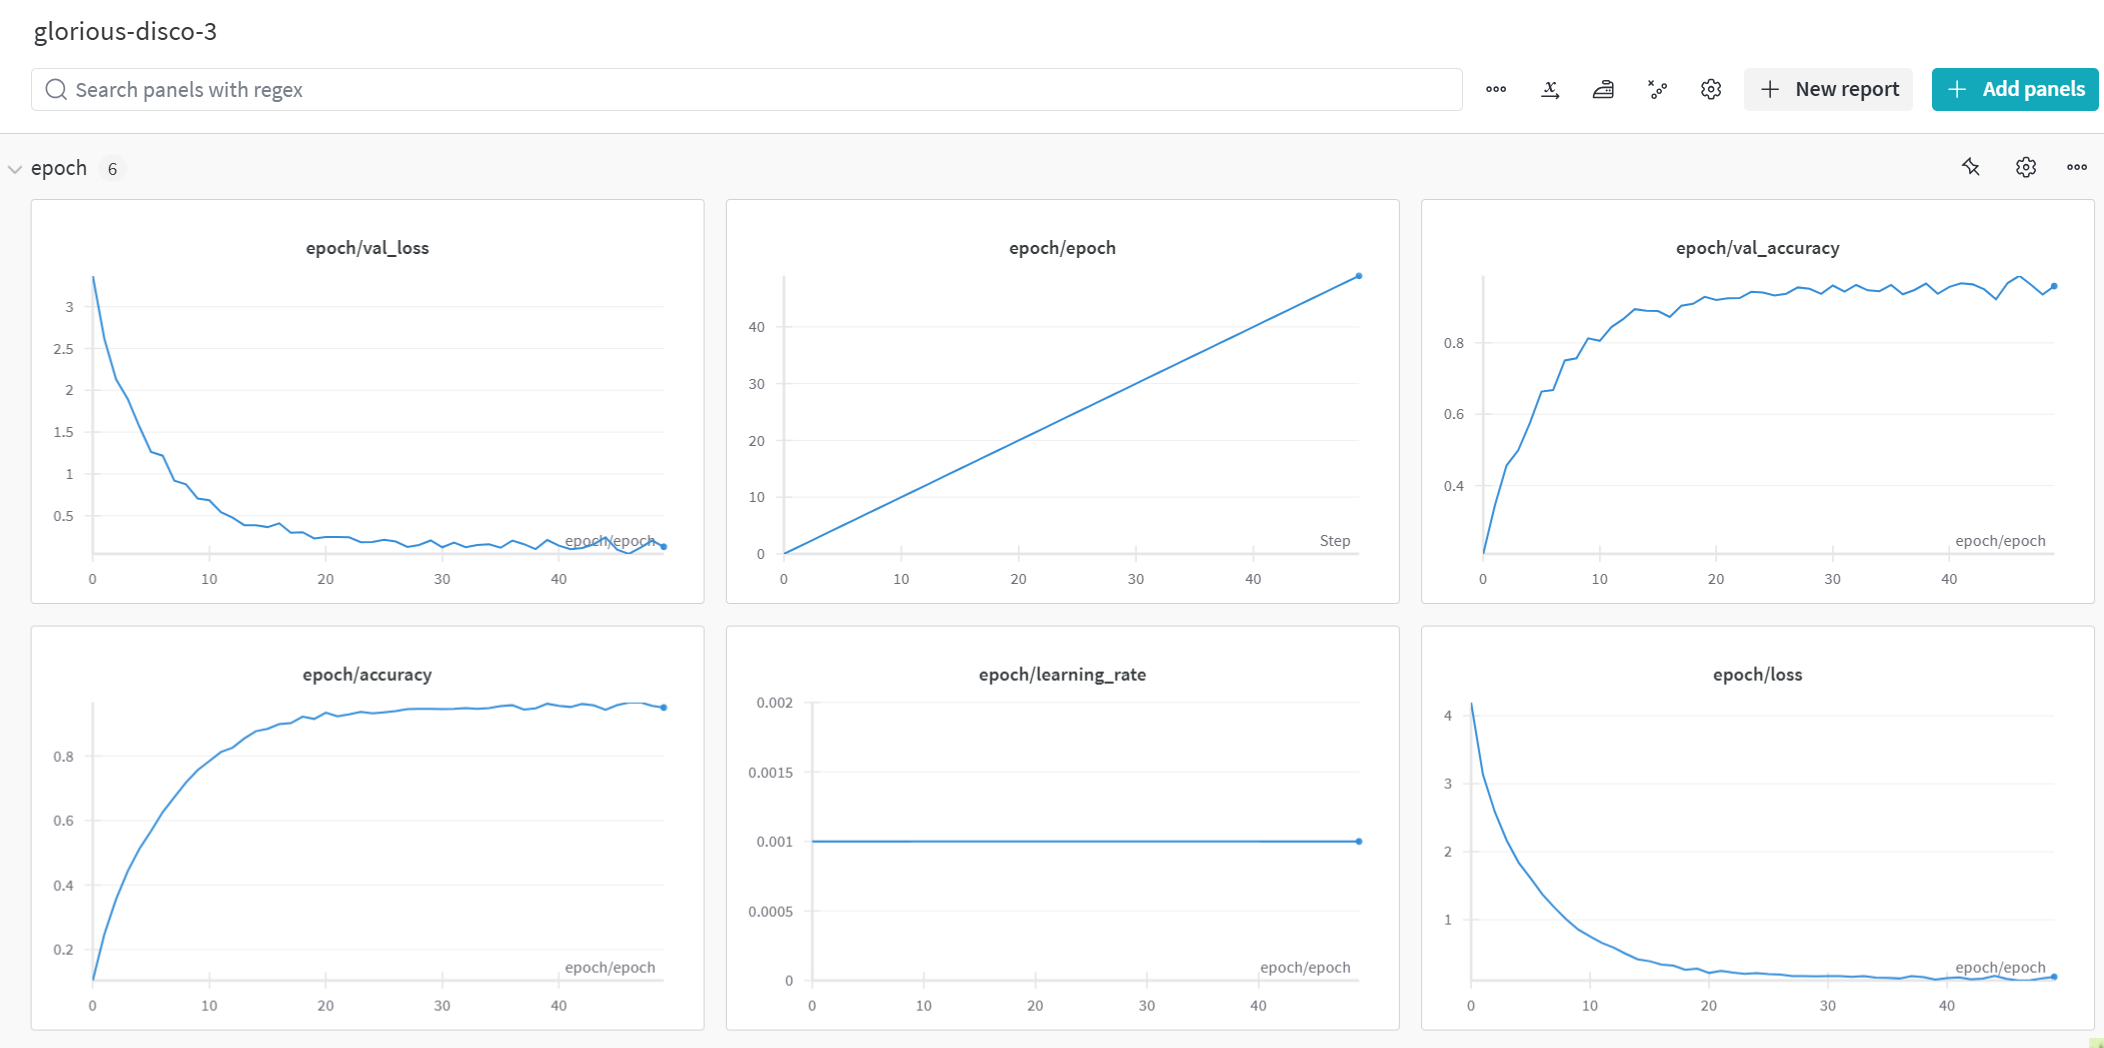 glorious-disco-3
Search panels with regex
New report
Add panels
epoch 6
epoch/val_loss
3
2.5
2
1.5
1
0.5
epoch/epoch
0 10 20 30 40
epoch/epoch
40
30
20
10
0
Step
0 10 20 30 40
epoch/val_accuracy
0.8
0.6
0.4
epoch/epoch
0 10 20 30 40
epoch/accuracy
0.8
0.6
0.4
0.2
epoch/epoch
0 10 20 30 40
epoch/learning_rate
0.002
0.0015
0.001
0.0005
0
epoch/epoch
0 10 20 30 40
epoch/loss
4
3
2
1
epoch/epoch
0 10 20 30 40